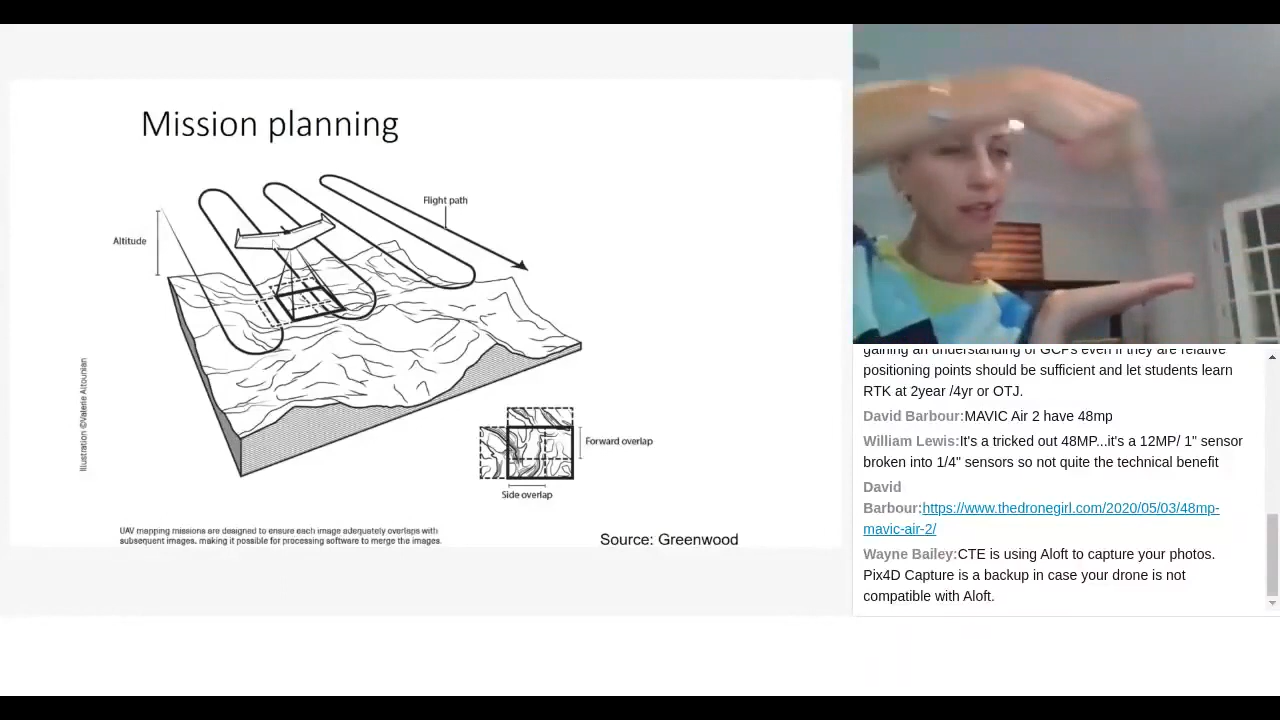 Mission planning
Flight path
Altitude
Illustration ©Valerie Altounian
Forward overlap
Side overlap
UAV mapping missions are designed to ensure each image adequately overlaps with
subsequent images, making it possible for processing software to merge the images.
Source: Greenwood
gaining an understanding of GCPs even if they are relative
positioning points should be sufficient and let students learn
RTK at 2year /4yr or OTJ.
David Barbour:MAVIC Air 2 have 48mp
William Lewis:It's a tricked out 48MP...it's a 12MP/ 1" sensor
broken into 1/4" sensors so not quite the technical benefit
David
Barbour:https://www.thedronegirl.com/2020/05/03/48mp-
mavic-air-2/
Wayne Bailey:CTE is using Aloft to capture your photos.
Pix4D Capture is a backup in case your drone is not
compatible with Aloft.